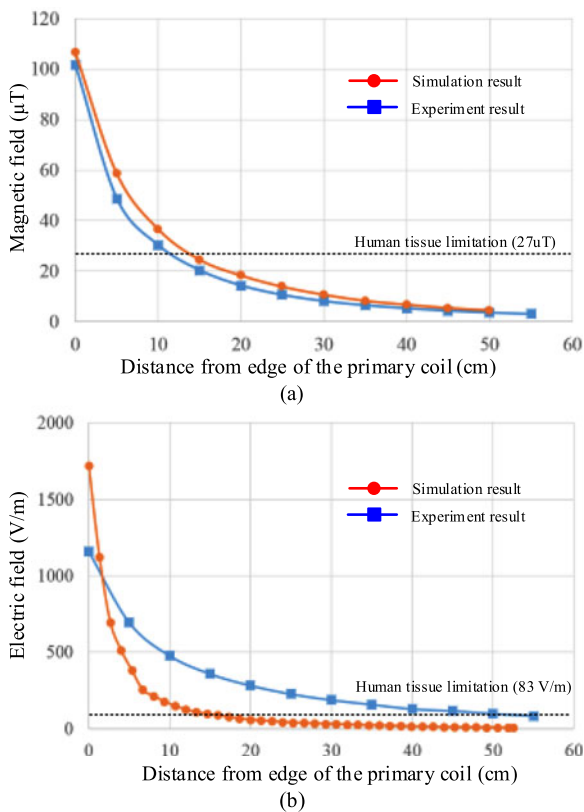 120
100
80
60
40
20
0
Magnetic field (µT)
Simulation result
Experiment result
Human tissue limitation (27uT)
0 10 20 30 40 50 60
Distance from edge of the primary coil (cm)
(a)
2000
1500
1000
500
0
Electric field (V/m)
Simulation result
Experiment result
Human tissue limitation (83 V/m)
0 10 20 30 40 50 60
Distance from edge of the primary coil (cm)
(b)